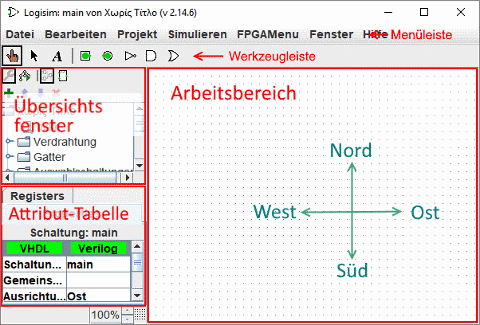 Logisim: main von Χωρίς Τίτλο (v 2.14.6)
Datei Bearbeiten Projekt Simulieren FPGAMenu Fenster Hilfe
Menüleiste
A
Werkzeugleiste
Übersichts
fenster
Verdrahtung
Gatter
Arbeitsbereich
Nord
West
Ost
Süd
Registers
Attribut-Tabelle
Schaltung: main
VHDL Verilog
Schaltun... main
Gemeins...
Ausrichtu... Ost
100%